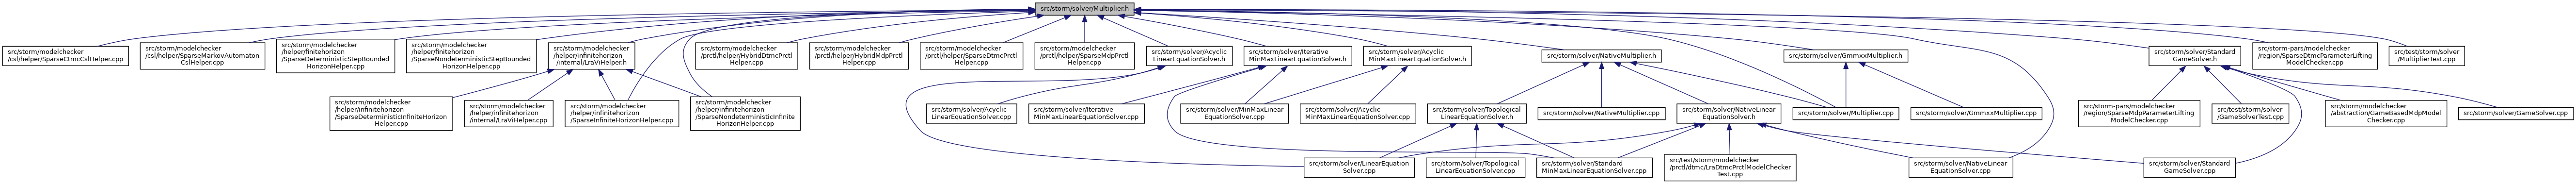 src/storm/solver/Multiplier.h
src/storm/modelchecker
/csl/helper/SparseCtmcCslHelper.cpp
src/storm/modelchecker
/csl/helper/SparseMarkovAutomaton
CslHelper.cpp
src/storm/modelchecker
/helper/finitehorizon
/SparseDeterministicStepBounded
HorizonHelper.cpp
src/storm/modelchecker
/helper/finitehorizon
/SparseNondeterministicStepBounded
HorizonHelper.cpp
src/storm/modelchecker
/helper/infinitehorizon
/internal/LraViHelper.h
src/storm/modelchecker
/prctl/helper/HybridDtmcPrctl
Helper.cpp
src/storm/modelchecker
/prctl/helper/HybridMdpPrctl
Helper.cpp
src/storm/modelchecker
/prctl/helper/SparseDtmcPrctl
Helper.cpp
src/storm/modelchecker
/prctl/helper/SparseMdpPrctl
Helper.cpp
src/storm/solver/Acyclic
LinearEquationSolver.h
src/storm/solver/Iterative
MinMaxLinearEquationSolver.h
src/storm/solver/Acyclic
MinMaxLinearEquationSolver.h
src/storm/solver/NativeMultiplier.h
src/storm/solver/GmmxxMultiplier.h
src/storm/solver/Standard
GameSolver.h
src/storm-pars/modelchecker
/region/SparseDtmcParameterLifting
ModelChecker.cpp
src/test/storm/solver
/MultiplierTest.cpp
src/storm/modelchecker
/helper/infinitehorizon
/SparseDeterministicInfiniteHorizon
Helper.cpp
src/storm/modelchecker
/helper/infinitehorizon
/internal/LraViHelper.cpp
src/storm/modelchecker
/helper/infinitehorizon
/SparseInfiniteHorizonHelper.cpp
src/storm/modelchecker
/helper/infinitehorizon
/SparseNondeterministicInfinite
HorizonHelper.cpp
src/storm/solver/Acyclic
LinearEquationSolver.cpp
src/storm/solver/Iterative
MinMaxLinearEquationSolver.cpp
src/storm/solver/MinMaxLinear
EquationSolver.cpp
src/storm/solver/Acyclic
MinMaxLinearEquationSolver.cpp
src/storm/solver/Topological
LinearEquationSolver.h
src/storm/solver/NativeMultiplier.cpp
src/storm/solver/NativeLinear
EquationSolver.h
src/storm/solver/Multiplier.cpp
src/storm/solver/GmmxxMultiplier.cpp
src/storm-pars/modelchecker
/region/SparseMdpParameterLifting
ModelChecker.cpp
src/test/storm/solver
/GameSolverTest.cpp
src/storm/modelchecker
/abstraction/GameBasedMdpModel
Checker.cpp
src/storm/solver/GameSolver.cpp
src/storm/solver/LinearEquation
Solver.cpp
src/storm/solver/Topological
LinearEquationSolver.cpp
src/storm/solver/Standard
MinMaxLinearEquationSolver.cpp
src/test/storm/modelchecker
/prctl/dtmc/LraDtmcPrctlModelChecker
Test.cpp
src/storm/solver/NativeLinear
EquationSolver.cpp
src/storm/solver/Standard
GameSolver.cpp